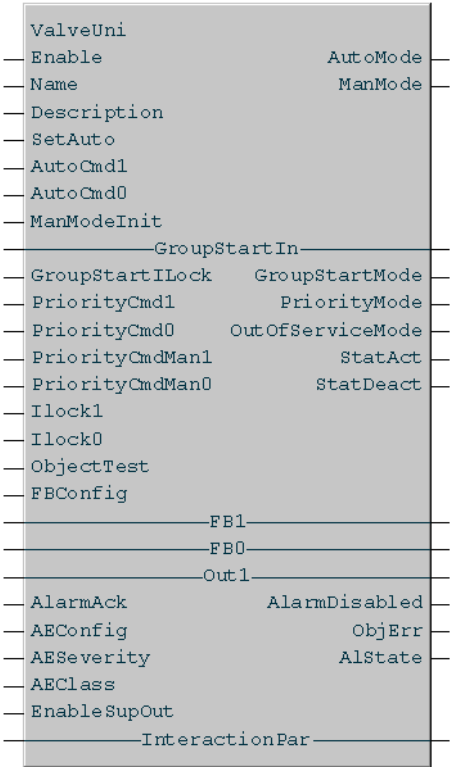 ValveUni
Enable AutoMode
Name ManMode
Description
SetAuto
AutoCmd1
AutoCmd0
ManModeInit
GroupStartIn
GroupStartILock GroupStartMode
PriorityCmd1 PriorityMode
PriorityCmd0 OutOfServiceMode
PriorityCmdMan1 StatAct
PriorityCmdMan0 StatDeact
Ilock1
Ilock0
ObjectTest
FBConfig
FB1
FB0
Out1
AlarmAck AlarmDisabled
AEConfig ObjErr
AESeverity AlState
AEClass
EnableSupOut
InteractionPar